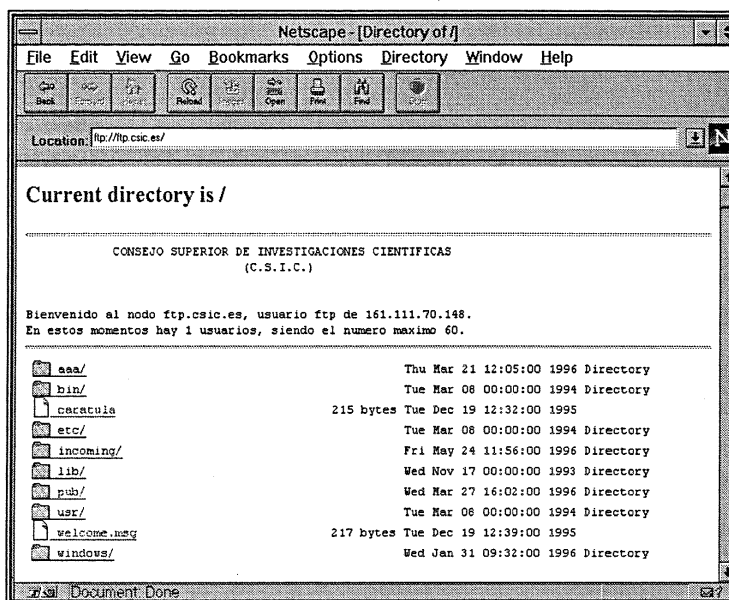 Netscape - [Directory of /]
File Edit View Go Bookmarks Options Directory Window Help
Back Reload Open Print Find
Location: ftp://ftp.csic.es/
N
Current directory is /
CONSEJO SUPERIOR DE INVESTIGACIONES CIENTIFICAS
(C.S.I.C.)
Bienvenido al nodo ftp.csic.es, usuario ftp de 161.111.70.148.
En estos momentos hay 1 usuarios, siendo el numero maximo 60.
aaa/ Thu Mar 21 12:05:00 1996 Directory
bin/ Tue Mar 08 00:00:00 1994 Directory
caratula 215 bytes Tue Dec 19 12:32:00 1995
etc/ Tue Mar 08 00:00:00 1994 Directory
incoming/ Fri May 24 11:56:00 1996 Directory
lib/ Wed Nov 17 00:00:00 1993 Directory
pub/ Wed Mar 27 16:02:00 1996 Directory
usr/ Tue Mar 08 00:00:00 1994 Directory
welcome.msg 217 bytes Tue Dec 19 12:39:00 1995
windows/ Wed Jan 31 09:32:00 1996 Directory
Document: Done